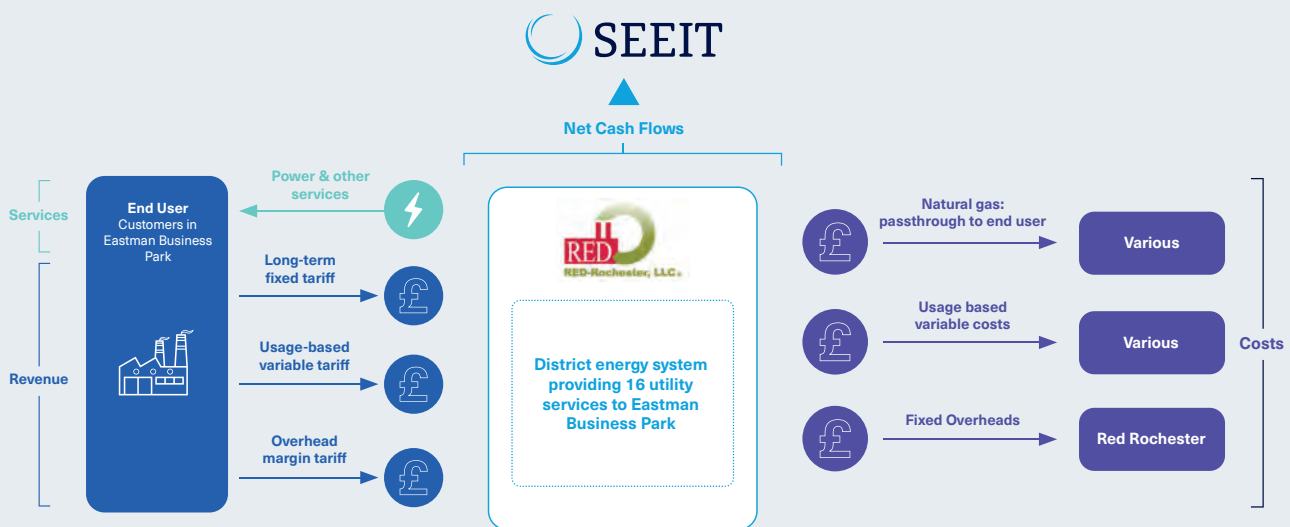 SEEIT
Net Cash Flows
Services
Revenue
End User
Customers in
Eastman Business
Park
Power & other
services
Long-term
fixed tariff
£
Usage-based
variable tariff
£
Overhead
margin tariff
£
RED
RED-Rochester, LLC.
District energy system
providing 16 utility
services to Eastman
Business Park
£
Natural gas:
passthrough to end user
Various
£
Usage based
variable costs
Various
£
Fixed Overheads
Red Rochester
Costs